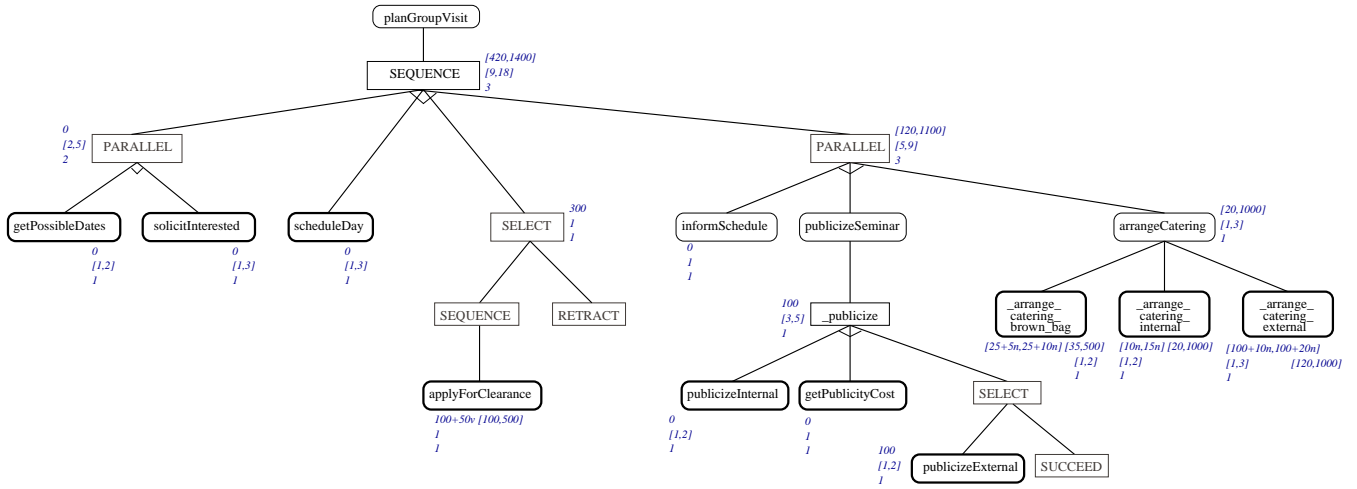 planGroupVisit
[420,1400]
SEQUENCE
[9,18]
3
0
[2,5]
PARALLEL
2
[120,1100]
PARALLEL
[5,9]
3
getPossibleDates
0
[1,2]
1
solicitInterested
0
[1,3]
1
scheduleDay
0
[1,3]
1
300
SELECT
1
1
informSchedule
0
1
1
publicizeSeminar
[20,1000]
arrangeCatering
[1,3]
1
SEQUENCE
RETRACT
100
[3,5]
_publicize
1
_arrange_
catering_
brown_bag
[25+5n,25+10n] [35,500]
[1,2]
1
_arrange_
catering_
internal
[10n,15n] [20,1000]
[1,2]
1
_arrange_
catering_
external
[100+10n,100+20n]
[1,3] [120,1000]
1
applyForClearance
100+50v [100,500]
1
1
publicizeInternal
0
[1,2]
1
getPublicityCost
0
1
1
SELECT
100
[1,2]
publicizeExternal
1
SUCCEED